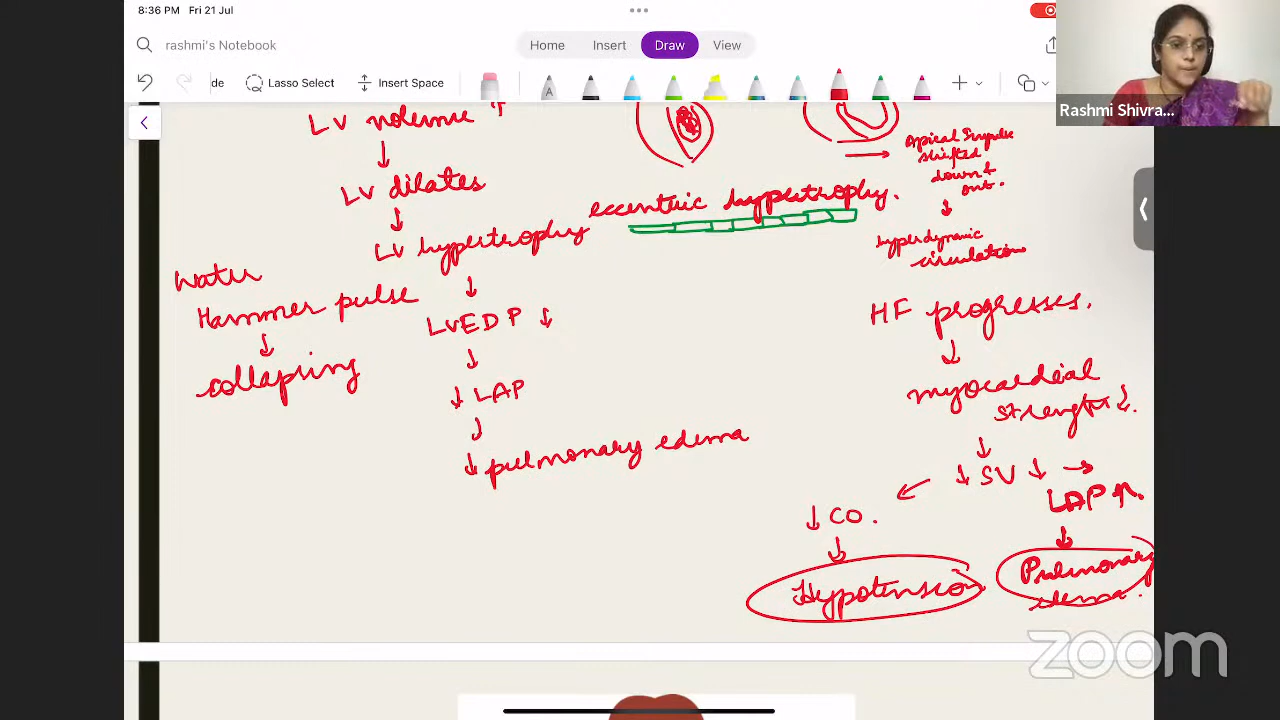 8:36 PM Fri 21 Jul
rashmi's Notebook
Home Insert Draw View
de Lasso Select Insert Space
Rashmi Shivra...
LV volume ↑
↓
LV dilates
↓
LV hypertrophy
↓
LVEDP ↓
↓
↓ LAP
↓
↓ pulmonary edema
Water
Hammer pulse
↓
collapsing
eccentric hypertrophy.
→ Apical Impulse
shifted
down &
out.
↓
hyperdynamic
circulation
HF progresses.
↓
myocardial
strength ↓.
↓
↓ SV ↓ →
LAP ↑.
↓ CO.
↓
Hypotension
↓
Pulmonary
edema.
zoom